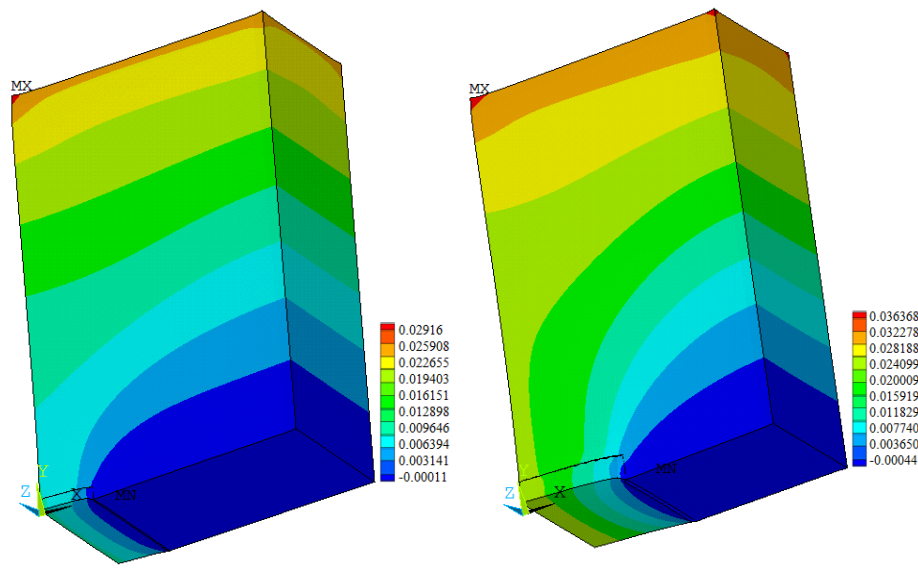 MX
0.02916
0.025908
0.022655
0.019403
0.016151
0.012898
0.009646
0.006394
0.003141
-0.00011
Y
Z
X
MN
MX
0.036368
0.032278
0.028188
0.024099
0.020009
0.015919
0.011829
0.007740
0.003650
-0.00044
Y
Z
X
MN